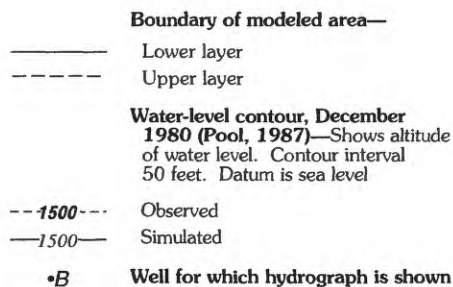 Boundary of modeled area—
Lower layer
Upper layer
Water-level contour, December
1980 (Pool, 1987)—Shows altitude
of water level. Contour interval
50 feet. Datum is sea level
--1500--- Observed
—1500— Simulated
•B Well for which hydrograph is shown